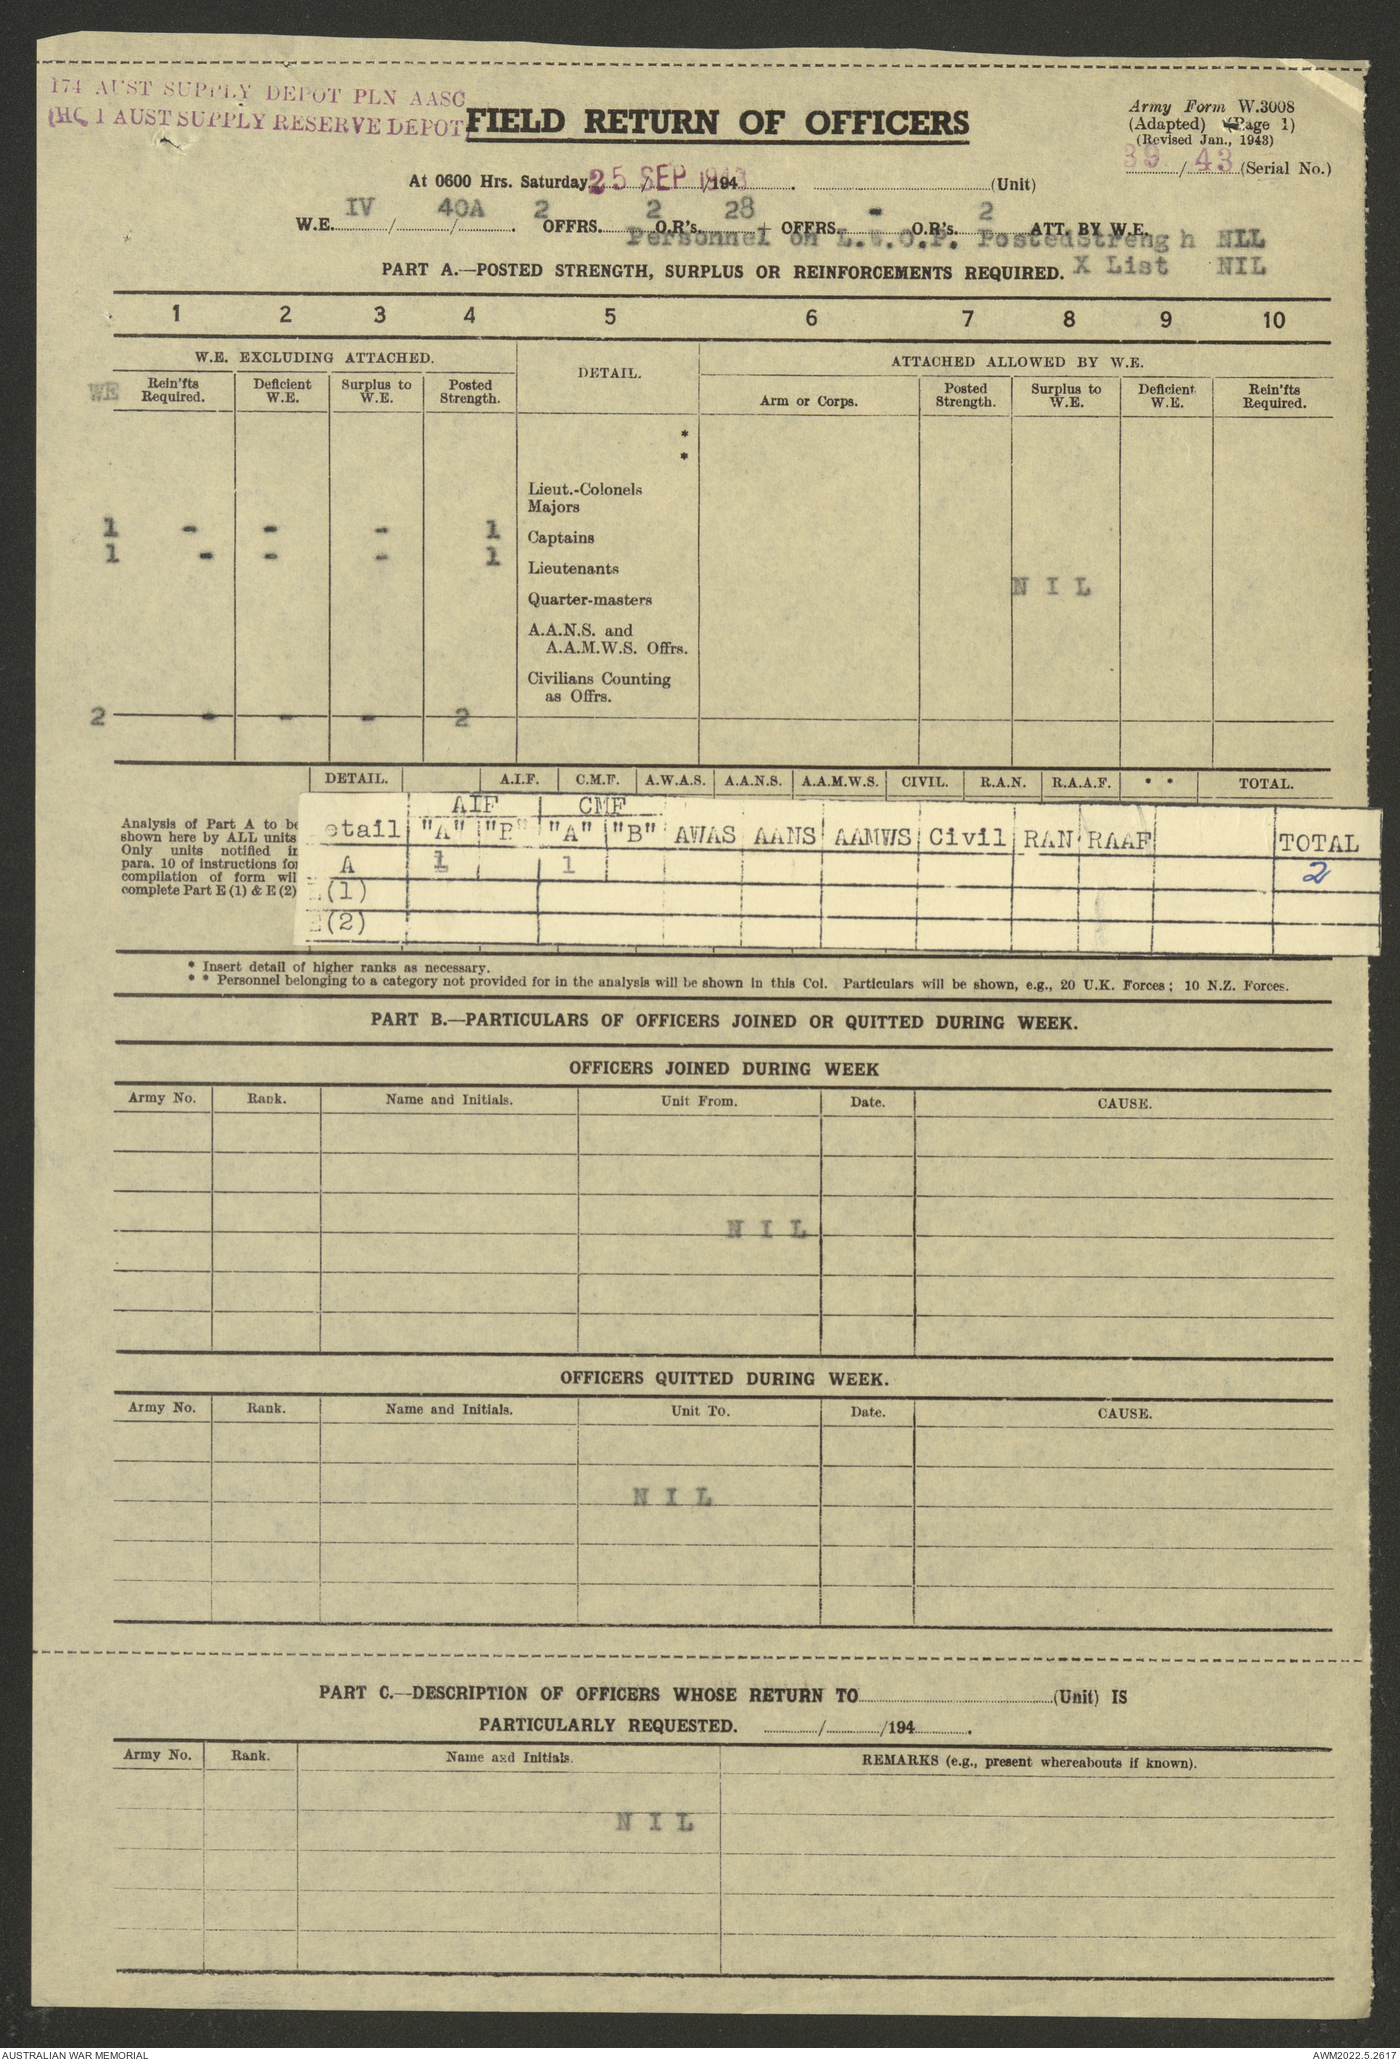 174 AUST SUPPLY DEPOT PLN AASC
(HQ 1 AUST SUPPLY RESERVE DEPOT)
FIELD RETURN OF OFFICERS
Army Form W.3008
(Adapted) (Page 1)
(Revised Jan., 1943)
39 / 43 (Serial No.)
At 0600 Hrs. Saturday 25 SEP 1943 /194 . (Unit)
IV 40A 2 2 28 - 2
W.E. / / . OFFRS. O.R's. + OFFRS. O.R's. ATT. BY W.E.
Personnel on L.W.O.P. Posted Streng h NIL
PART A.—POSTED STRENGTH, SURPLUS OR REINFORCEMENTS REQUIRED. X List NIL
1 2 3 4 5 6 7 8 9 10
W.E. EXCLUDING ATTACHED. DETAIL. ATTACHED ALLOWED BY W.E.
WE Rein'fts Required. Deficient W.E. Surplus to W.E. Posted Strength. Arm or Corps. Posted Strength. Surplus to W.E. Deficient W.E. Rein'fts Required.
*
*
Lieut.-Colonels
Majors
1 - - - 1 Captains
1 - - - 1 Lieutenants
N I L
Quarter-masters
A.A.N.S. and
A.A.M.W.S. Offrs.
Civilians Counting
as Offrs.
2 - - - 2
DETAIL. A.I.F. C.M.F. A.W.A.S. A.A.N.S. A.A.M.W.S. CIVIL. R.A.N. R.A.A.F. * * TOTAL.
Analysis of Part A to be
shown here by ALL units
Only units notified in
para. 10 of instructions for
compilation of form wil
complete Part E (1) & E (2)
AIF CMF
etail "A" "B" "A" "B" AWAS AANS AAMWS Civil RAN RAAF TOTAL
A 1 1 2
(1)
(2)
* Insert detail of higher ranks as necessary.
* * Personnel belonging to a category not provided for in the analysis will be shown in this Col. Particulars will be shown, e.g., 20 U.K. Forces; 10 N.Z. Forces.
PART B.—PARTICULARS OF OFFICERS JOINED OR QUITTED DURING WEEK.
OFFICERS JOINED DURING WEEK
Army No. Rank. Name and Initials. Unit From. Date. CAUSE.
N I L
OFFICERS QUITTED DURING WEEK.
Army No. Rank. Name and Initials. Unit To. Date. CAUSE.
N I L
PART C.—DESCRIPTION OF OFFICERS WHOSE RETURN TO (Unit) IS
PARTICULARLY REQUESTED. / /194 .
Army No. Rank. Name and Initials. REMARKS (e.g., present whereabouts if known).
N I L
AUSTRALIAN WAR MEMORIAL AWM2022.5.2617